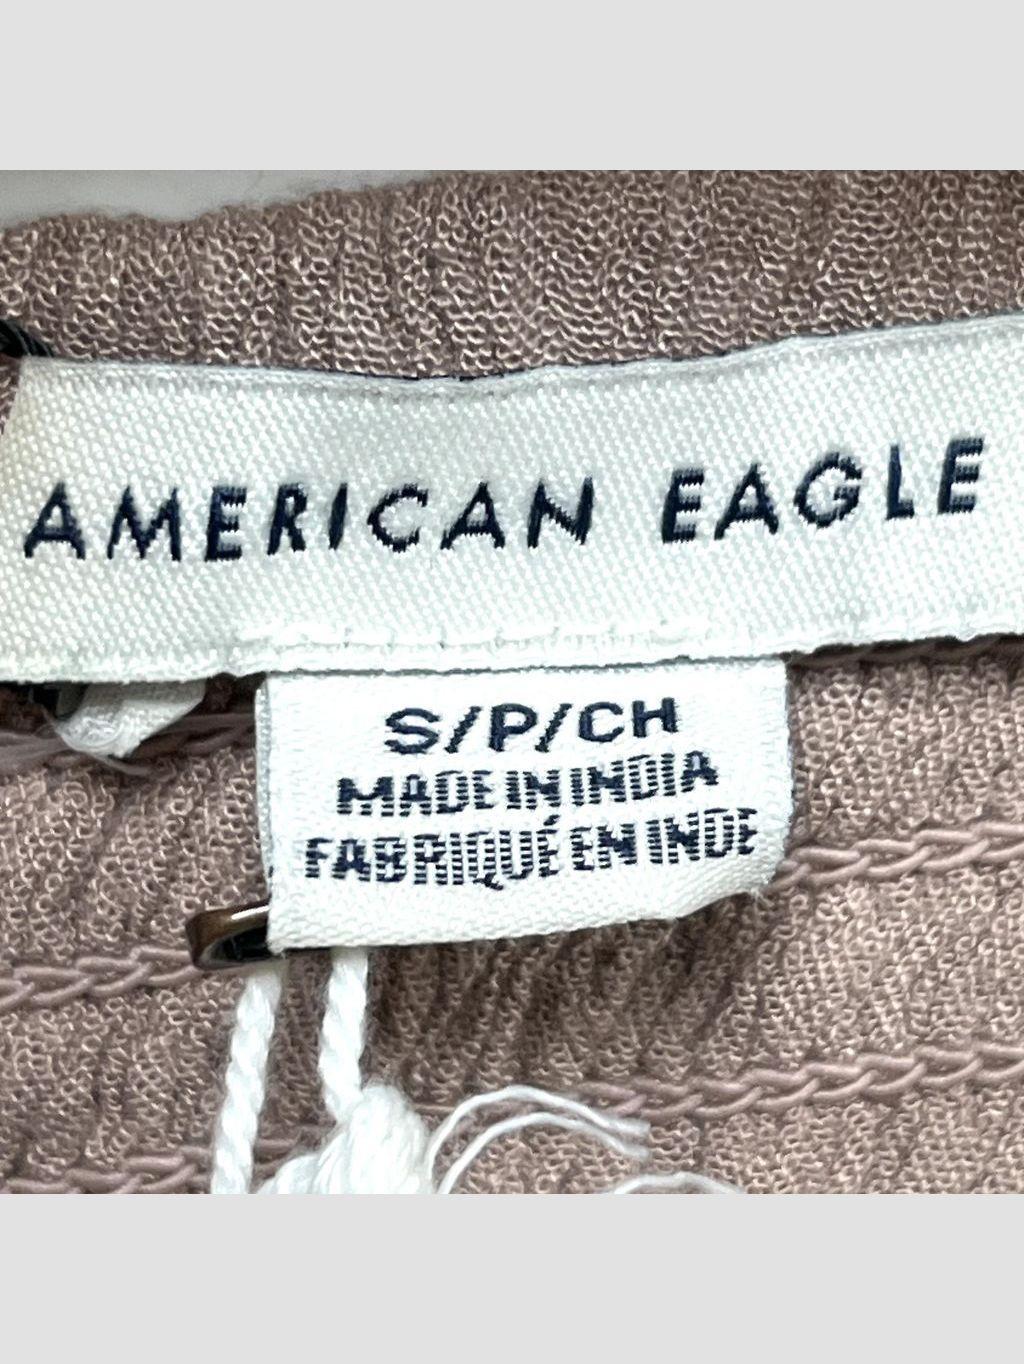 AMERICAN EAGLE
S/P/CH
MADE IN INDIA
FABRIQUÉ EN INDE